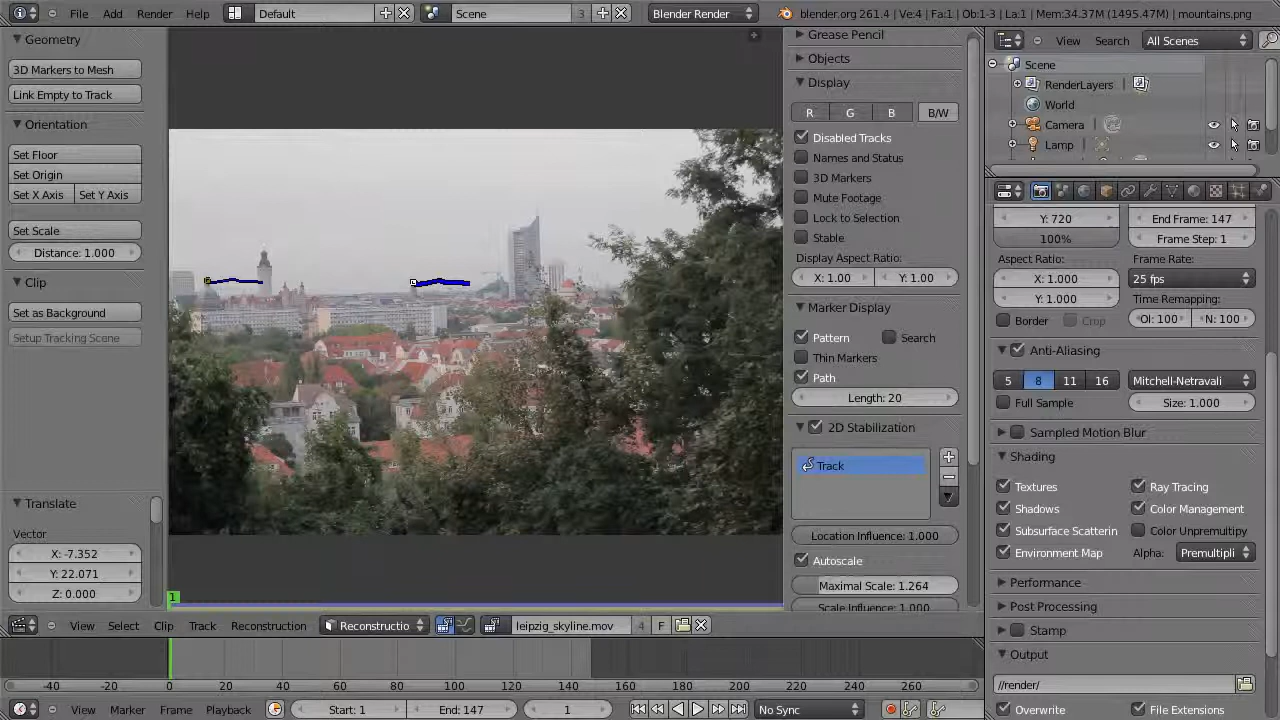 File Add Render Help Default Scene 3 Blender Render blender.org 261.4 | Ve:4 | Fa:1 | Ob:1-3 | La:1 | Mem:34.37M (1495.47M) | mountains.png
Geometry
3D Markers to Mesh
Link Empty to Track
Orientation
Set Floor
Set Origin
Set X Axis Set Y Axis
Set Scale
Distance: 1.000
Clip
Set as Background
Setup Tracking Scene
Translate
Vector
X: -7.352
Y: 22.071
Z: 0.000
1
Grease Pencil
Objects
Display
R G B B/W
Disabled Tracks
Names and Status
3D Markers
Mute Footage
Lock to Selection
Stable
Display Aspect Ratio:
X: 1.00 Y: 1.00
Marker Display
Pattern Search
Thin Markers
Path
Length: 20
2D Stabilization
Track
Location Influence: 1.000
Autoscale
Maximal Scale: 1.264
Scale Influence: 1.000
View Search All Scenes
Scene
RenderLayers |
World
Camera |
Lamp |
Y: 720 End Frame: 147
100% Frame Step: 1
Aspect Ratio: Frame Rate:
X: 1.000 25 fps
Y: 1.000 Time Remapping:
Border Crop Ol: 100 N: 100
Anti-Aliasing
5 8 11 16 Mitchell-Netravali
Full Sample Size: 1.000
Sampled Motion Blur
Shading
Textures Ray Tracing
Shadows Color Management
Subsurface Scatterin Color Unpremultipy
Environment Map Alpha: Premultipli
Performance
Post Processing
Stamp
Output
//render/
Overwrite File Extensions
View Select Clip Track Reconstruction Reconstructio leipzig_skyline.mov 4 F
-40 -20 0 20 40 60 80 100 120 140 160 180 200 220 240 260
View Marker Frame Playback Start: 1 End: 147 1 No Sync